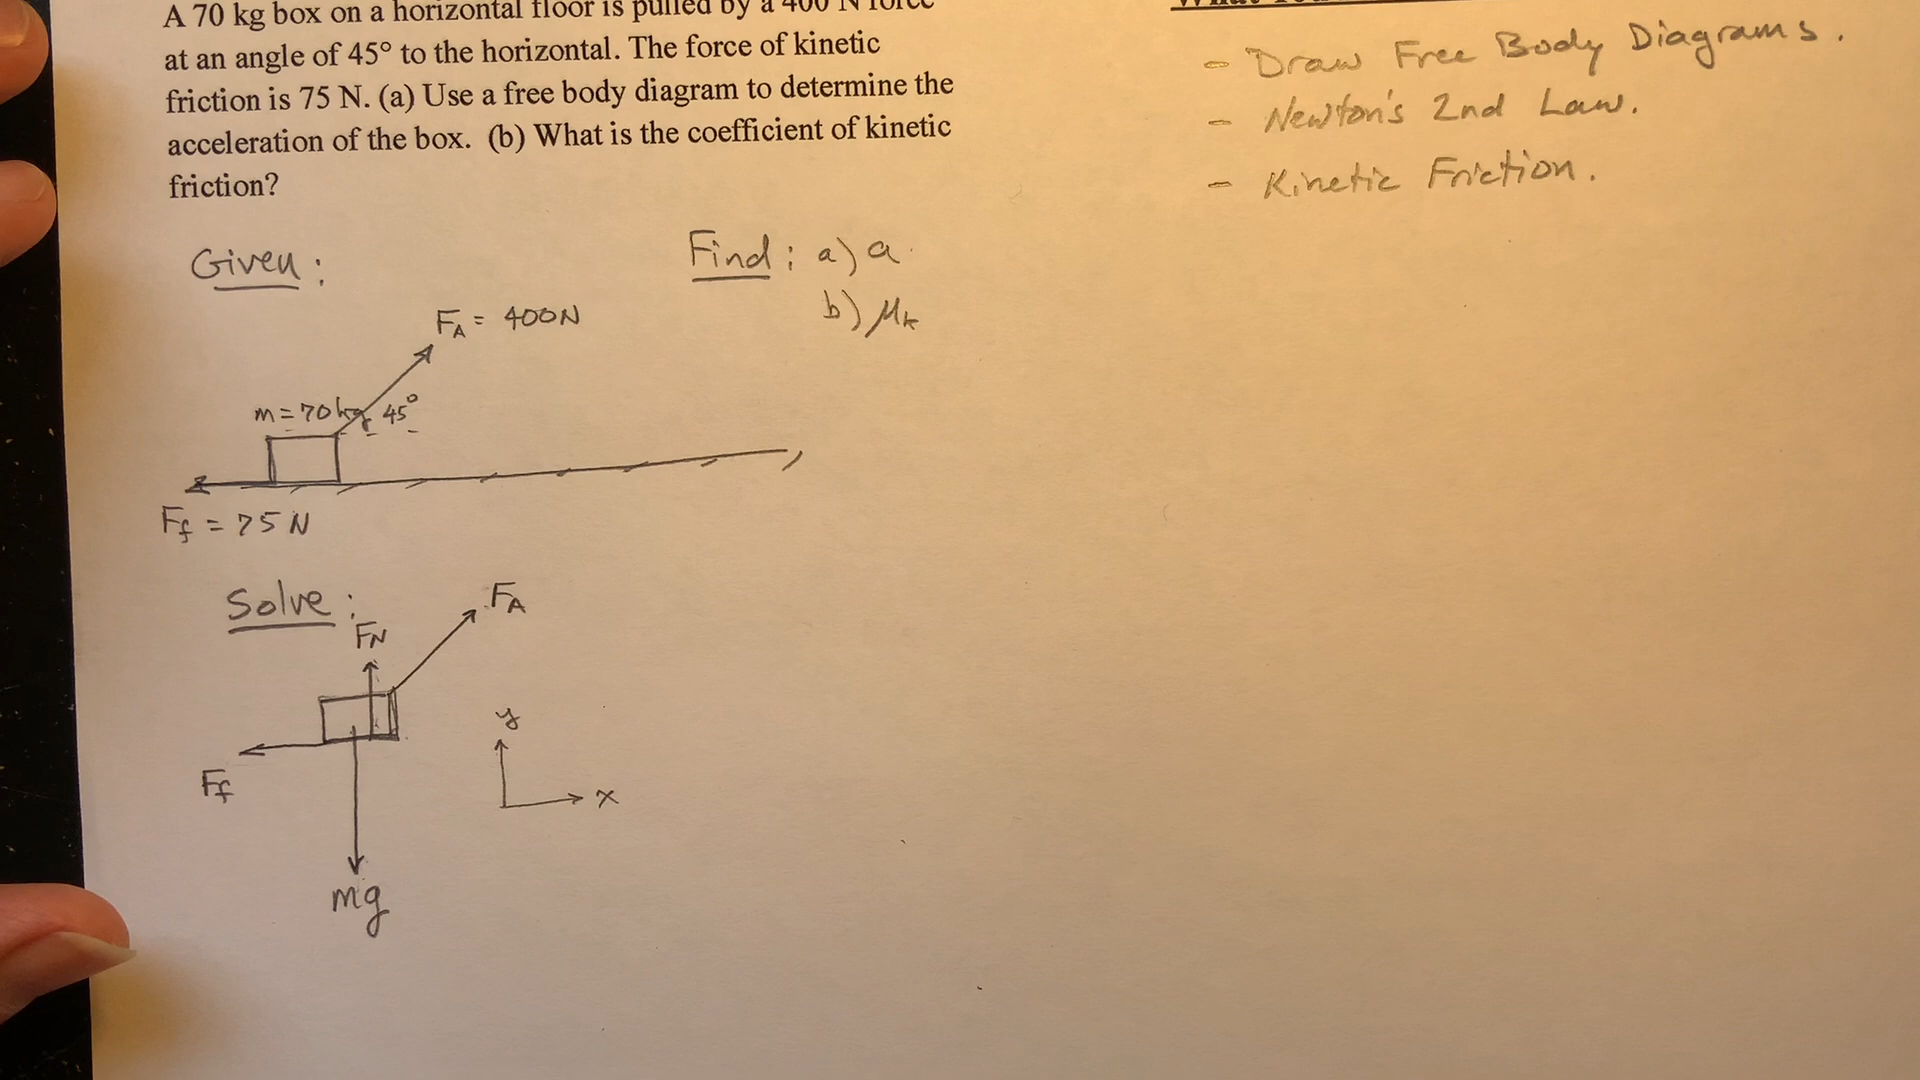 A 70 kg box on a horizontal floor is pulled by a 400 N force
at an angle of 45° to the horizontal. The force of kinetic
friction is 75 N. (a) Use a free body diagram to determine the
acceleration of the box. (b) What is the coefficient of kinetic
friction?
- Draw Free Body Diagrams.
- Newton's 2nd Law.
- Kinetic Friction.
Given:
Find: a) a
b) μk
FA = 400N
m=70kg 45°
Ff = 75N
Solve:
FA
FN
y
Ff
x
mg